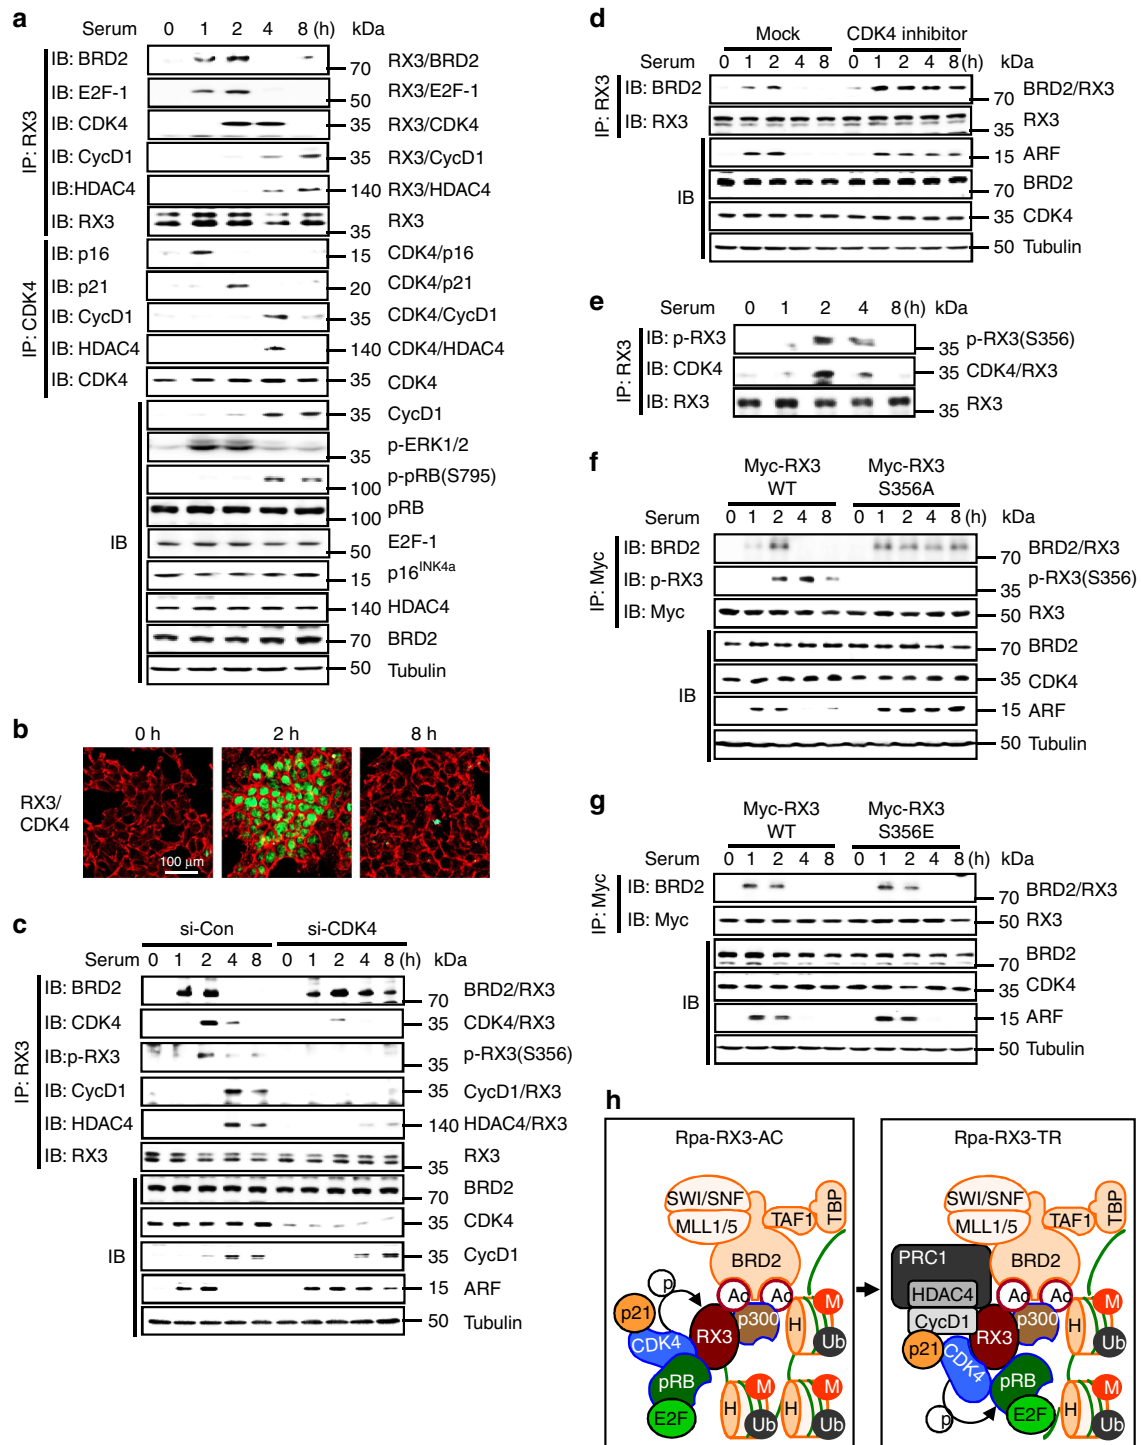 a
Serum 0 1 2 4 8 (h) kDa
IP: RX3
IB: BRD2 70 RX3/BRD2
IB: E2F-1 50 RX3/E2F-1
IB: CDK4 35 RX3/CDK4
IB: CycD1 35 RX3/CycD1
IB:HDAC4 140 RX3/HDAC4
IB: RX3 35 RX3
IP: CDK4
IB: p16 15 CDK4/p16
IB: p21 20 CDK4/p21
IB: CycD1 35 CDK4/CycD1
IB: HDAC4 140 CDK4/HDAC4
IB: CDK4 35 CDK4
IB
35 CycD1
35 p-ERK1/2
100 p-pRB(S795)
100 pRB
50 E2F-1
15 p16INK4a
140 HDAC4
70 BRD2
50 Tubulin
b
0 h 2 h 8 h
RX3/
CDK4
100 µm
c
si-Con si-CDK4
Serum 0 1 2 4 8 0 1 2 4 8 (h) kDa
IP: RX3
IB: BRD2 70 BRD2/RX3
IB: CDK4 35 CDK4/RX3
IB:p-RX3 35 p-RX3(S356)
IB: CycD1 35 CycD1/RX3
IB: HDAC4 140 HDAC4/RX3
IB: RX3 35 RX3
IB
70 BRD2
35 CDK4
35 CycD1
15 ARF
50 Tubulin
d
Mock CDK4 inhibitor
Serum 0 1 2 4 8 0 1 2 4 8 (h) kDa
IP: RX3
IB: BRD2 70 BRD2/RX3
IB: RX3 35 RX3
IB
15 ARF
70 BRD2
35 CDK4
50 Tubulin
e
Serum 0 1 2 4 8 (h) kDa
IP: RX3
IB: p-RX3 35 p-RX3(S356)
IB: CDK4 35 CDK4/RX3
IB: RX3 35 RX3
f
Myc-RX3 Myc-RX3
WT S356A
Serum 0 1 2 4 8 0 1 2 4 8 (h) kDa
IP: Myc
IB: BRD2 70 BRD2/RX3
IB: p-RX3 35 p-RX3(S356)
IB: Myc 50 RX3
IB
70 BRD2
35 CDK4
15 ARF
50 Tubulin
g
Myc-RX3 Myc-RX3
WT S356E
Serum 0 1 2 4 8 0 1 2 4 8 (h) kDa
IP: Myc
IB: BRD2 70 BRD2/RX3
IB: Myc 50 RX3
IB
70 BRD2
35 CDK4
15 ARF
50 Tubulin
h
Rpa-RX3-AC
SWI/SNF
MLL1/5
TAF1
TBP
BRD2
Ac Ac
p
p21
CDK4
RX3
p300
H
M
Ub
pRB
E2F
H
M
Ub
H
M
Ub
Rpa-RX3-TR
SWI/SNF
MLL1/5
TAF1
TBP
PRC1
BRD2
HDAC4
CycD1
Ac Ac
p21
CDK4
RX3
p300
H
M
Ub
p
pRB
E2F
H
M
Ub